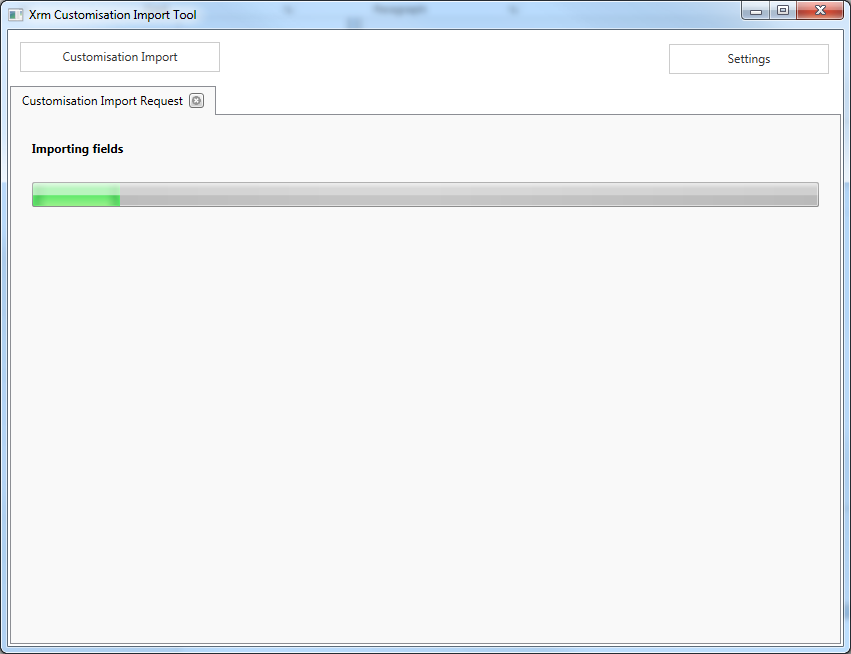 Xrm Customisation Import Tool
Customisation Import
Settings
Customisation Import Request
Importing fields